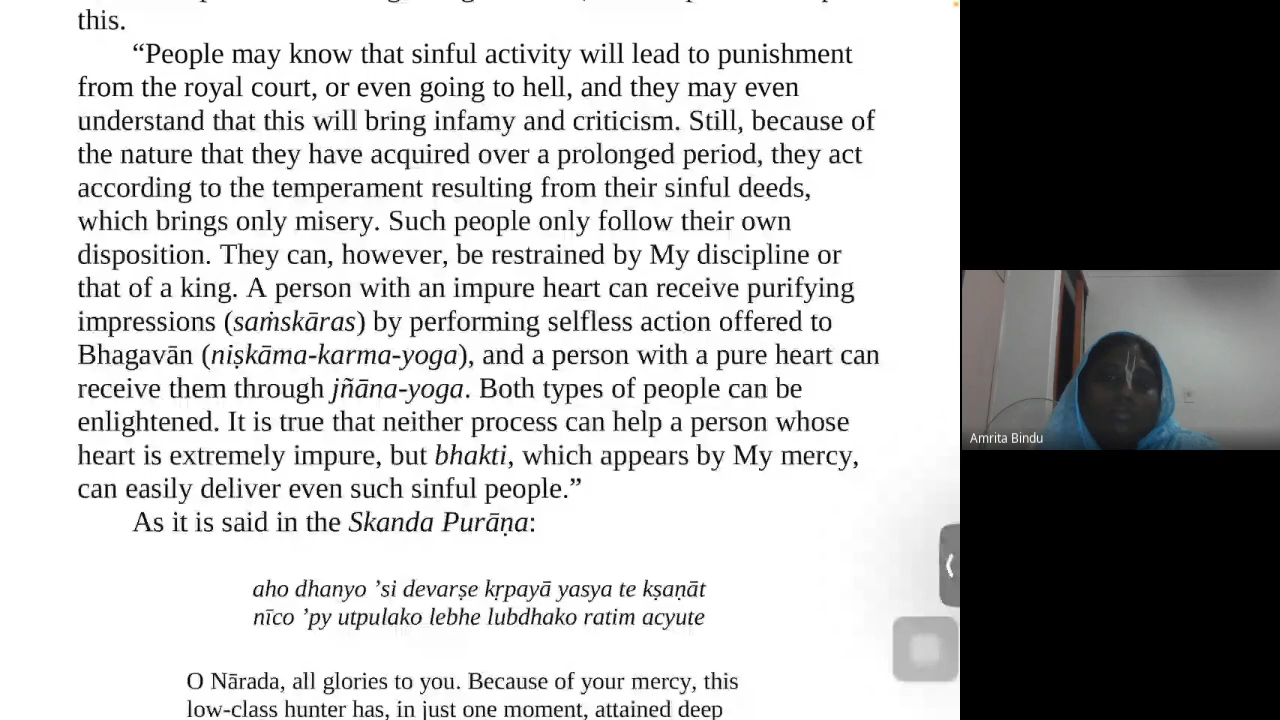 this.
“People may know that sinful activity will lead to punishment
from the royal court, or even going to hell, and they may even
understand that this will bring infamy and criticism. Still, because of
the nature that they have acquired over a prolonged period, they act
according to the temperament resulting from their sinful deeds,
which brings only misery. Such people only follow their own
disposition. They can, however, be restrained by My discipline or
that of a king. A person with an impure heart can receive purifying
impressions (saṁskāras) by performing selfless action offered to
Bhagavān (niṣkāma-karma-yoga), and a person with a pure heart can
receive them through jñāna-yoga. Both types of people can be
enlightened. It is true that neither process can help a person whose
heart is extremely impure, but bhakti, which appears by My mercy,
can easily deliver even such sinful people.”
As it is said in the Skanda Purāṇa:
aho dhanyo ’si devarṣe kṛpayā yasya te kṣaṇāt
nīco ’py utpulako lebhe lubdhako ratim acyute
O Nārada, all glories to you. Because of your mercy, this
low-class hunter has, in just one moment, attained deep
Amrita Bindu